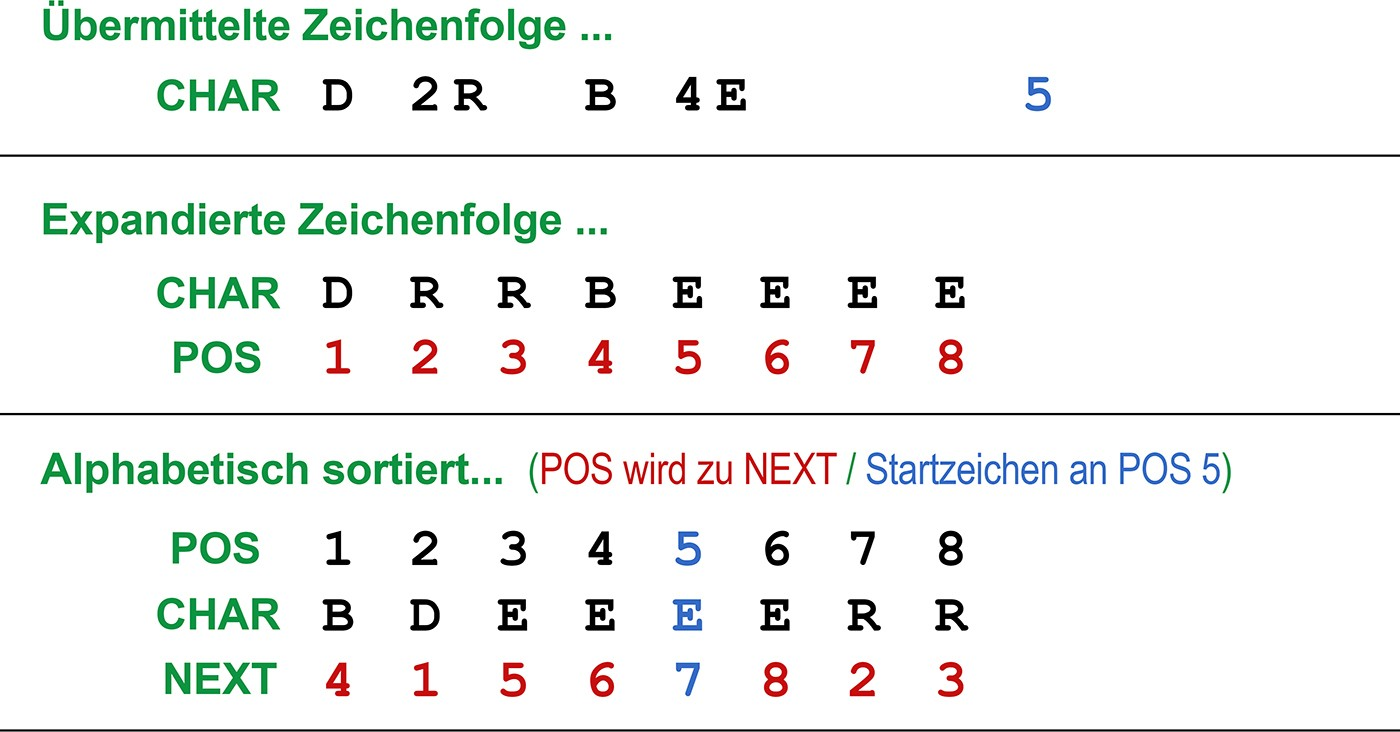 Übermittelte Zeichenfolge ...
CHAR D 2R B 4E 5
Expandierte Zeichenfolge ...
CHAR D R R B E E E E
POS 1 2 3 4 5 6 7 8
Alphabetisch sortiert... (POS wird zu NEXT / Startzeichen an POS 5)
POS 1 2 3 4 5 6 7 8
CHAR B D E E E E R R
NEXT 4 1 5 6 7 8 2 3